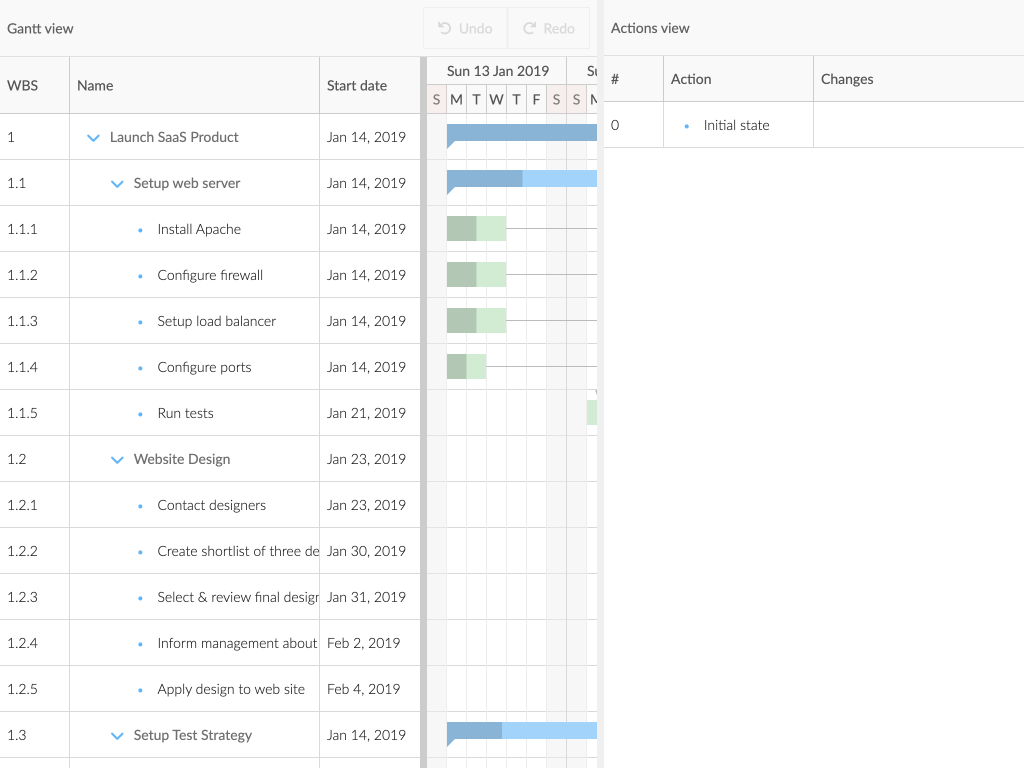 Gantt view
Undo
Redo
Actions view
WBS
Name
Start date
Sun 13 Jan 2019
S M T W T F S S
#
Action
Changes
0
Initial state
1 Launch SaaS Product Jan 14, 2019
1.1 Setup web server Jan 14, 2019
1.1.1 Install Apache Jan 14, 2019
1.1.2 Configure firewall Jan 14, 2019
1.1.3 Setup load balancer Jan 14, 2019
1.1.4 Configure ports Jan 14, 2019
1.1.5 Run tests Jan 21, 2019
1.2 Website Design Jan 23, 2019
1.2.1 Contact designers Jan 23, 2019
1.2.2 Create shortlist of three de Jan 30, 2019
1.2.3 Select & review final design Jan 31, 2019
1.2.4 Inform management about Feb 2, 2019
1.2.5 Apply design to web site Feb 4, 2019
1.3 Setup Test Strategy Jan 14, 2019